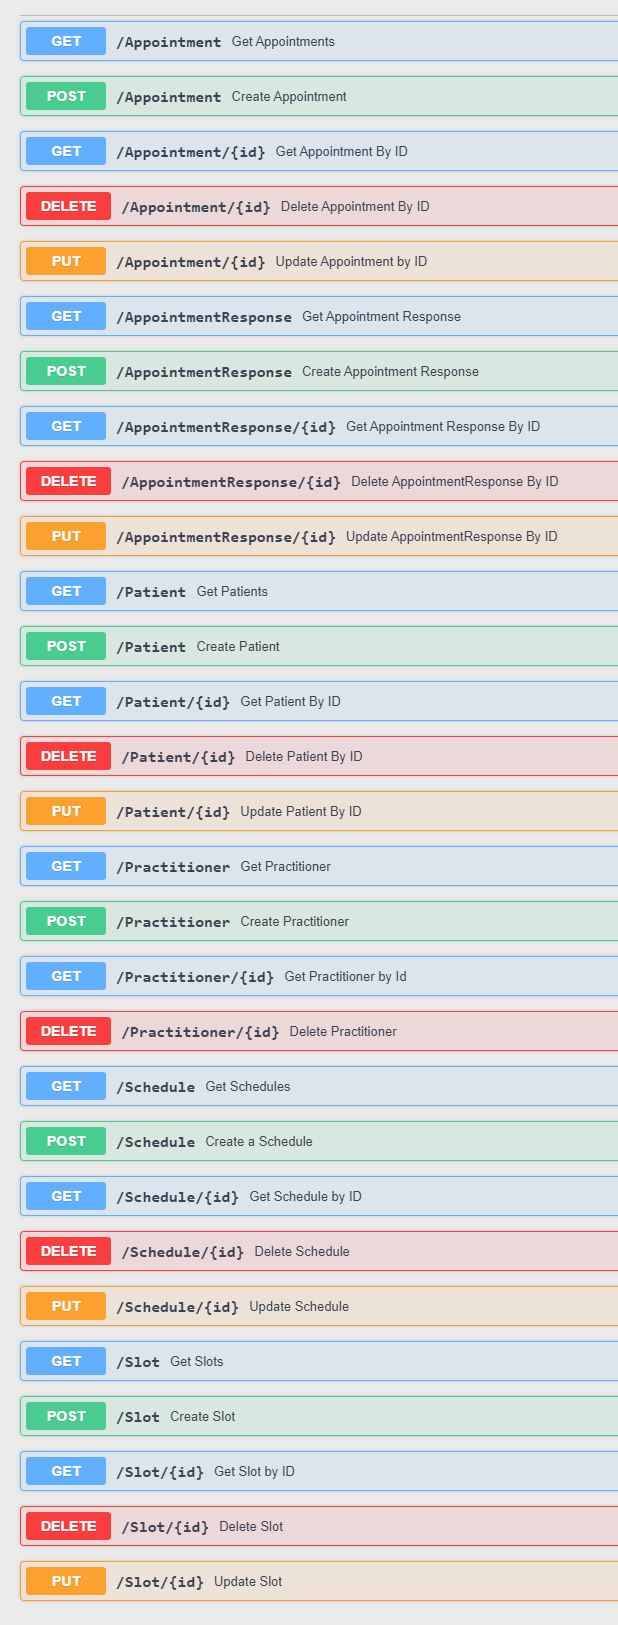 GET /Appointment Get Appointments
POST /Appointment Create Appointment
GET /Appointment/{id} Get Appointment By ID
DELETE /Appointment/{id} Delete Appointment By ID
PUT /Appointment/{id} Update Appointment by ID
GET /AppointmentResponse Get Appointment Response
POST /AppointmentResponse Create Appointment Response
GET /AppointmentResponse/{id} Get Appointment Response By ID
DELETE /AppointmentResponse/{id} Delete AppointmentResponse By ID
PUT /AppointmentResponse/{id} Update AppointmentResponse By ID
GET /Patient Get Patients
POST /Patient Create Patient
GET /Patient/{id} Get Patient By ID
DELETE /Patient/{id} Delete Patient By ID
PUT /Patient/{id} Update Patient By ID
GET /Practitioner Get Practitioner
POST /Practitioner Create Practitioner
GET /Practitioner/{id} Get Practitioner by Id
DELETE /Practitioner/{id} Delete Practitioner
GET /Schedule Get Schedules
POST /Schedule Create a Schedule
GET /Schedule/{id} Get Schedule by ID
DELETE /Schedule/{id} Delete Schedule
PUT /Schedule/{id} Update Schedule
GET /Slot Get Slots
POST /Slot Create Slot
GET /Slot/{id} Get Slot by ID
DELETE /Slot/{id} Delete Slot
PUT /Slot/{id} Update Slot